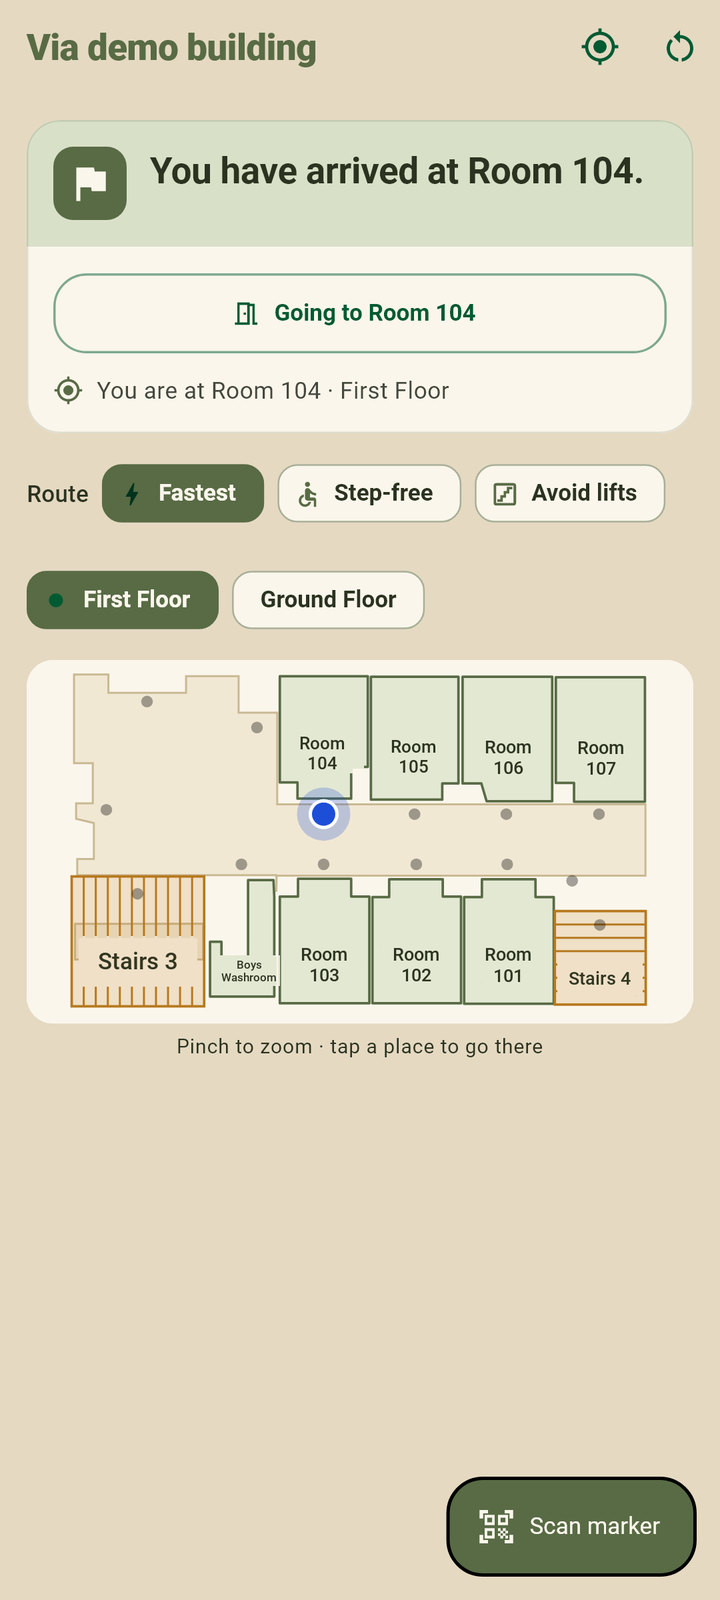 Via demo building
You have arrived at Room 104.
Going to Room 104
You are at Room 104 · First Floor
Route
Fastest
Step-free
Avoid lifts
First Floor
Ground Floor
Room
104
Room
105
Room
106
Room
107
Stairs 3
Boys
Washroom
Room
103
Room
102
Room
101
Stairs 4
Pinch to zoom · tap a place to go there
Scan marker